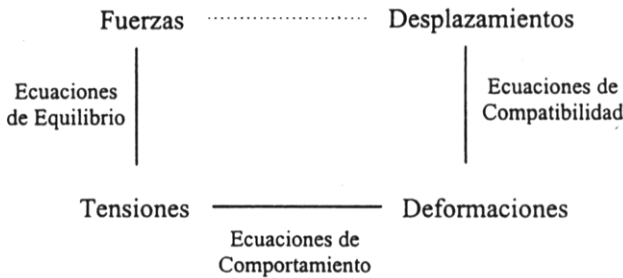 Fuerzas
Desplazamientos
Ecuaciones
de Equilibrio
Ecuaciones de
Compatibilidad
Tensiones
Deformaciones
Ecuaciones de
Comportamiento